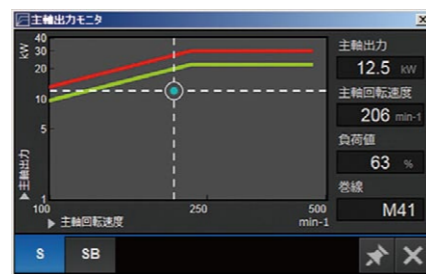 主軸出力モニタ
kW
40
30
20
10
5
1
▶主軸出力
100
250
500
▶ 主軸回転速度
min-1
主軸出力
12.5 kW
主軸回転速度
206 min-1
負荷値
63 %
巻線
M41
S
SB